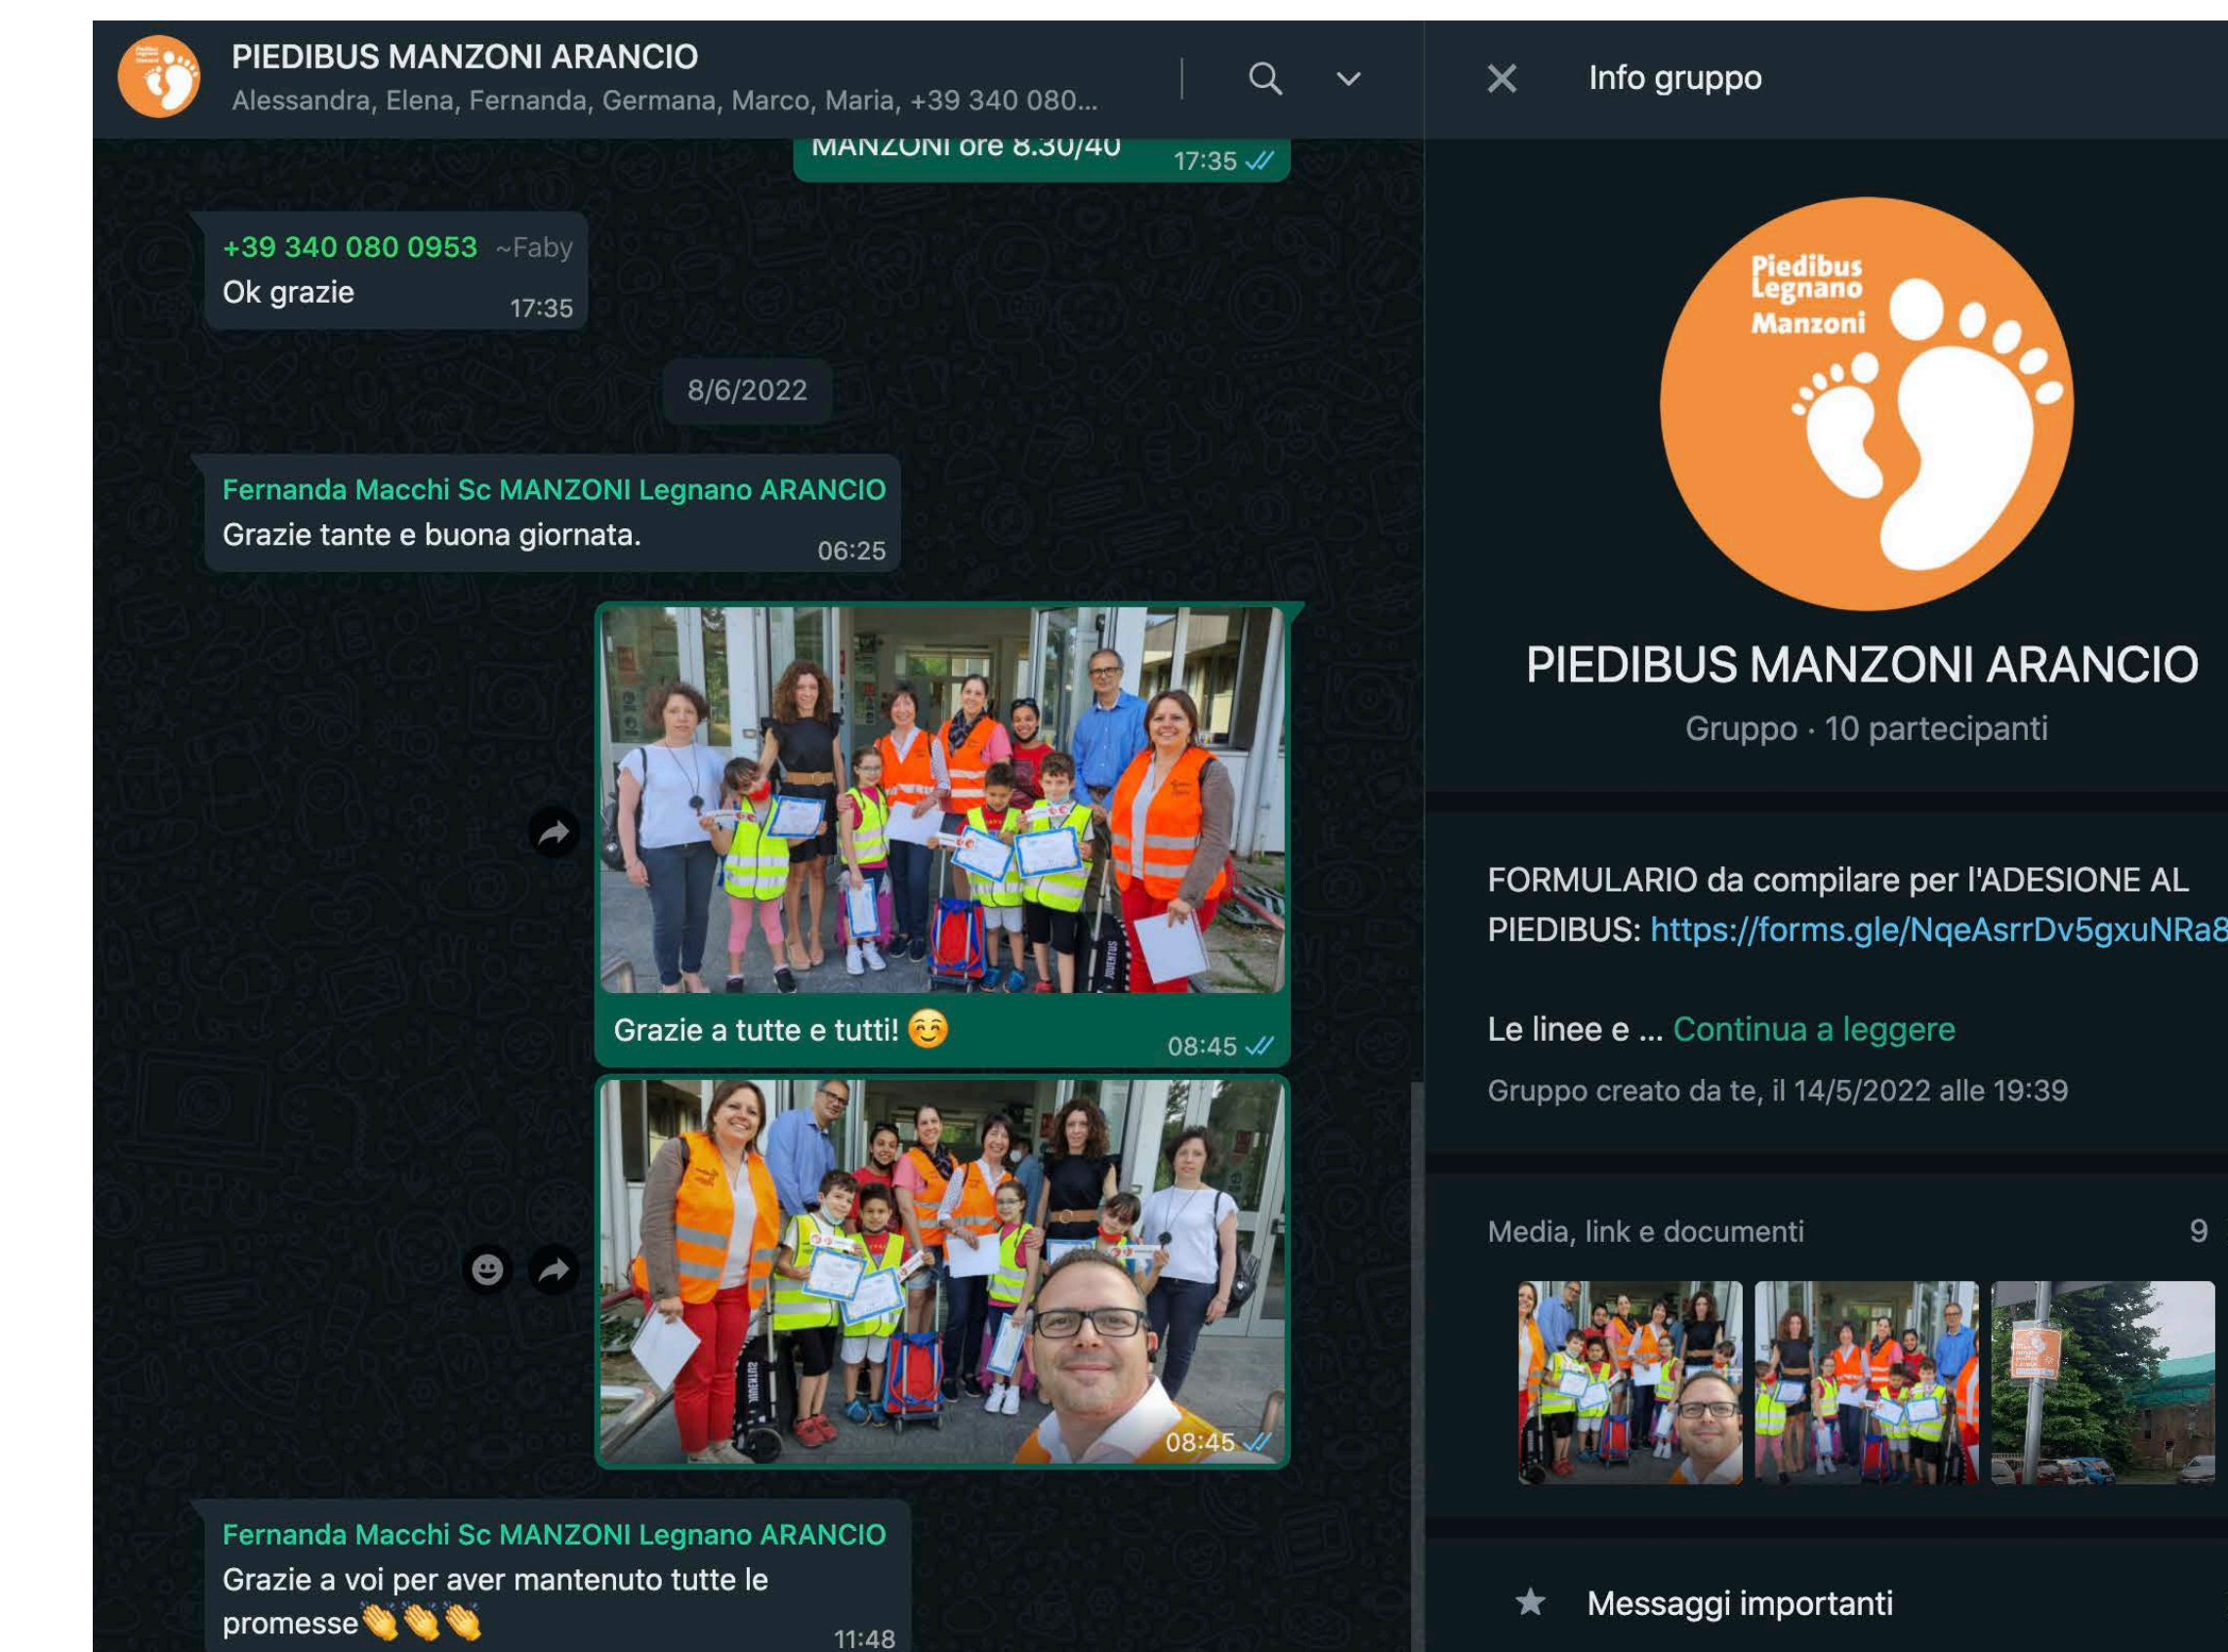 PIEDIBUS MANZONI ARANCIO
Alessandra, Elena, Fernanda, Germana, Marco, Maria, +39 340 080...
MANZONI ore 8.30/40
17:35
+39 340 080 0953 ~Faby
Ok grazie
17:35
8/6/2022
Fernanda Macchi Sc MANZONI Legnano ARANCIO
Grazie tante e buona giornata.
06:25
JUVENTUS
Grazie a tutte e tutti! 😊
08:45
JUVENTUS
08:45
Fernanda Macchi Sc MANZONI Legnano ARANCIO
Grazie a voi per aver mantenuto tutte le
promesse👏👏👏
11:48
Info gruppo
Piedibus
Legnano
Manzoni
PIEDIBUS MANZONI ARANCIO
Gruppo · 10 partecipanti
FORMULARIO da compilare per l'ADESIONE AL
PIEDIBUS: https://forms.gle/NqeAsrrDv5gxuNRa8
Le linee e ... Continua a leggere
Gruppo creato da te, il 14/5/2022 alle 19:39
Media, link e documenti
9
Messaggi importanti